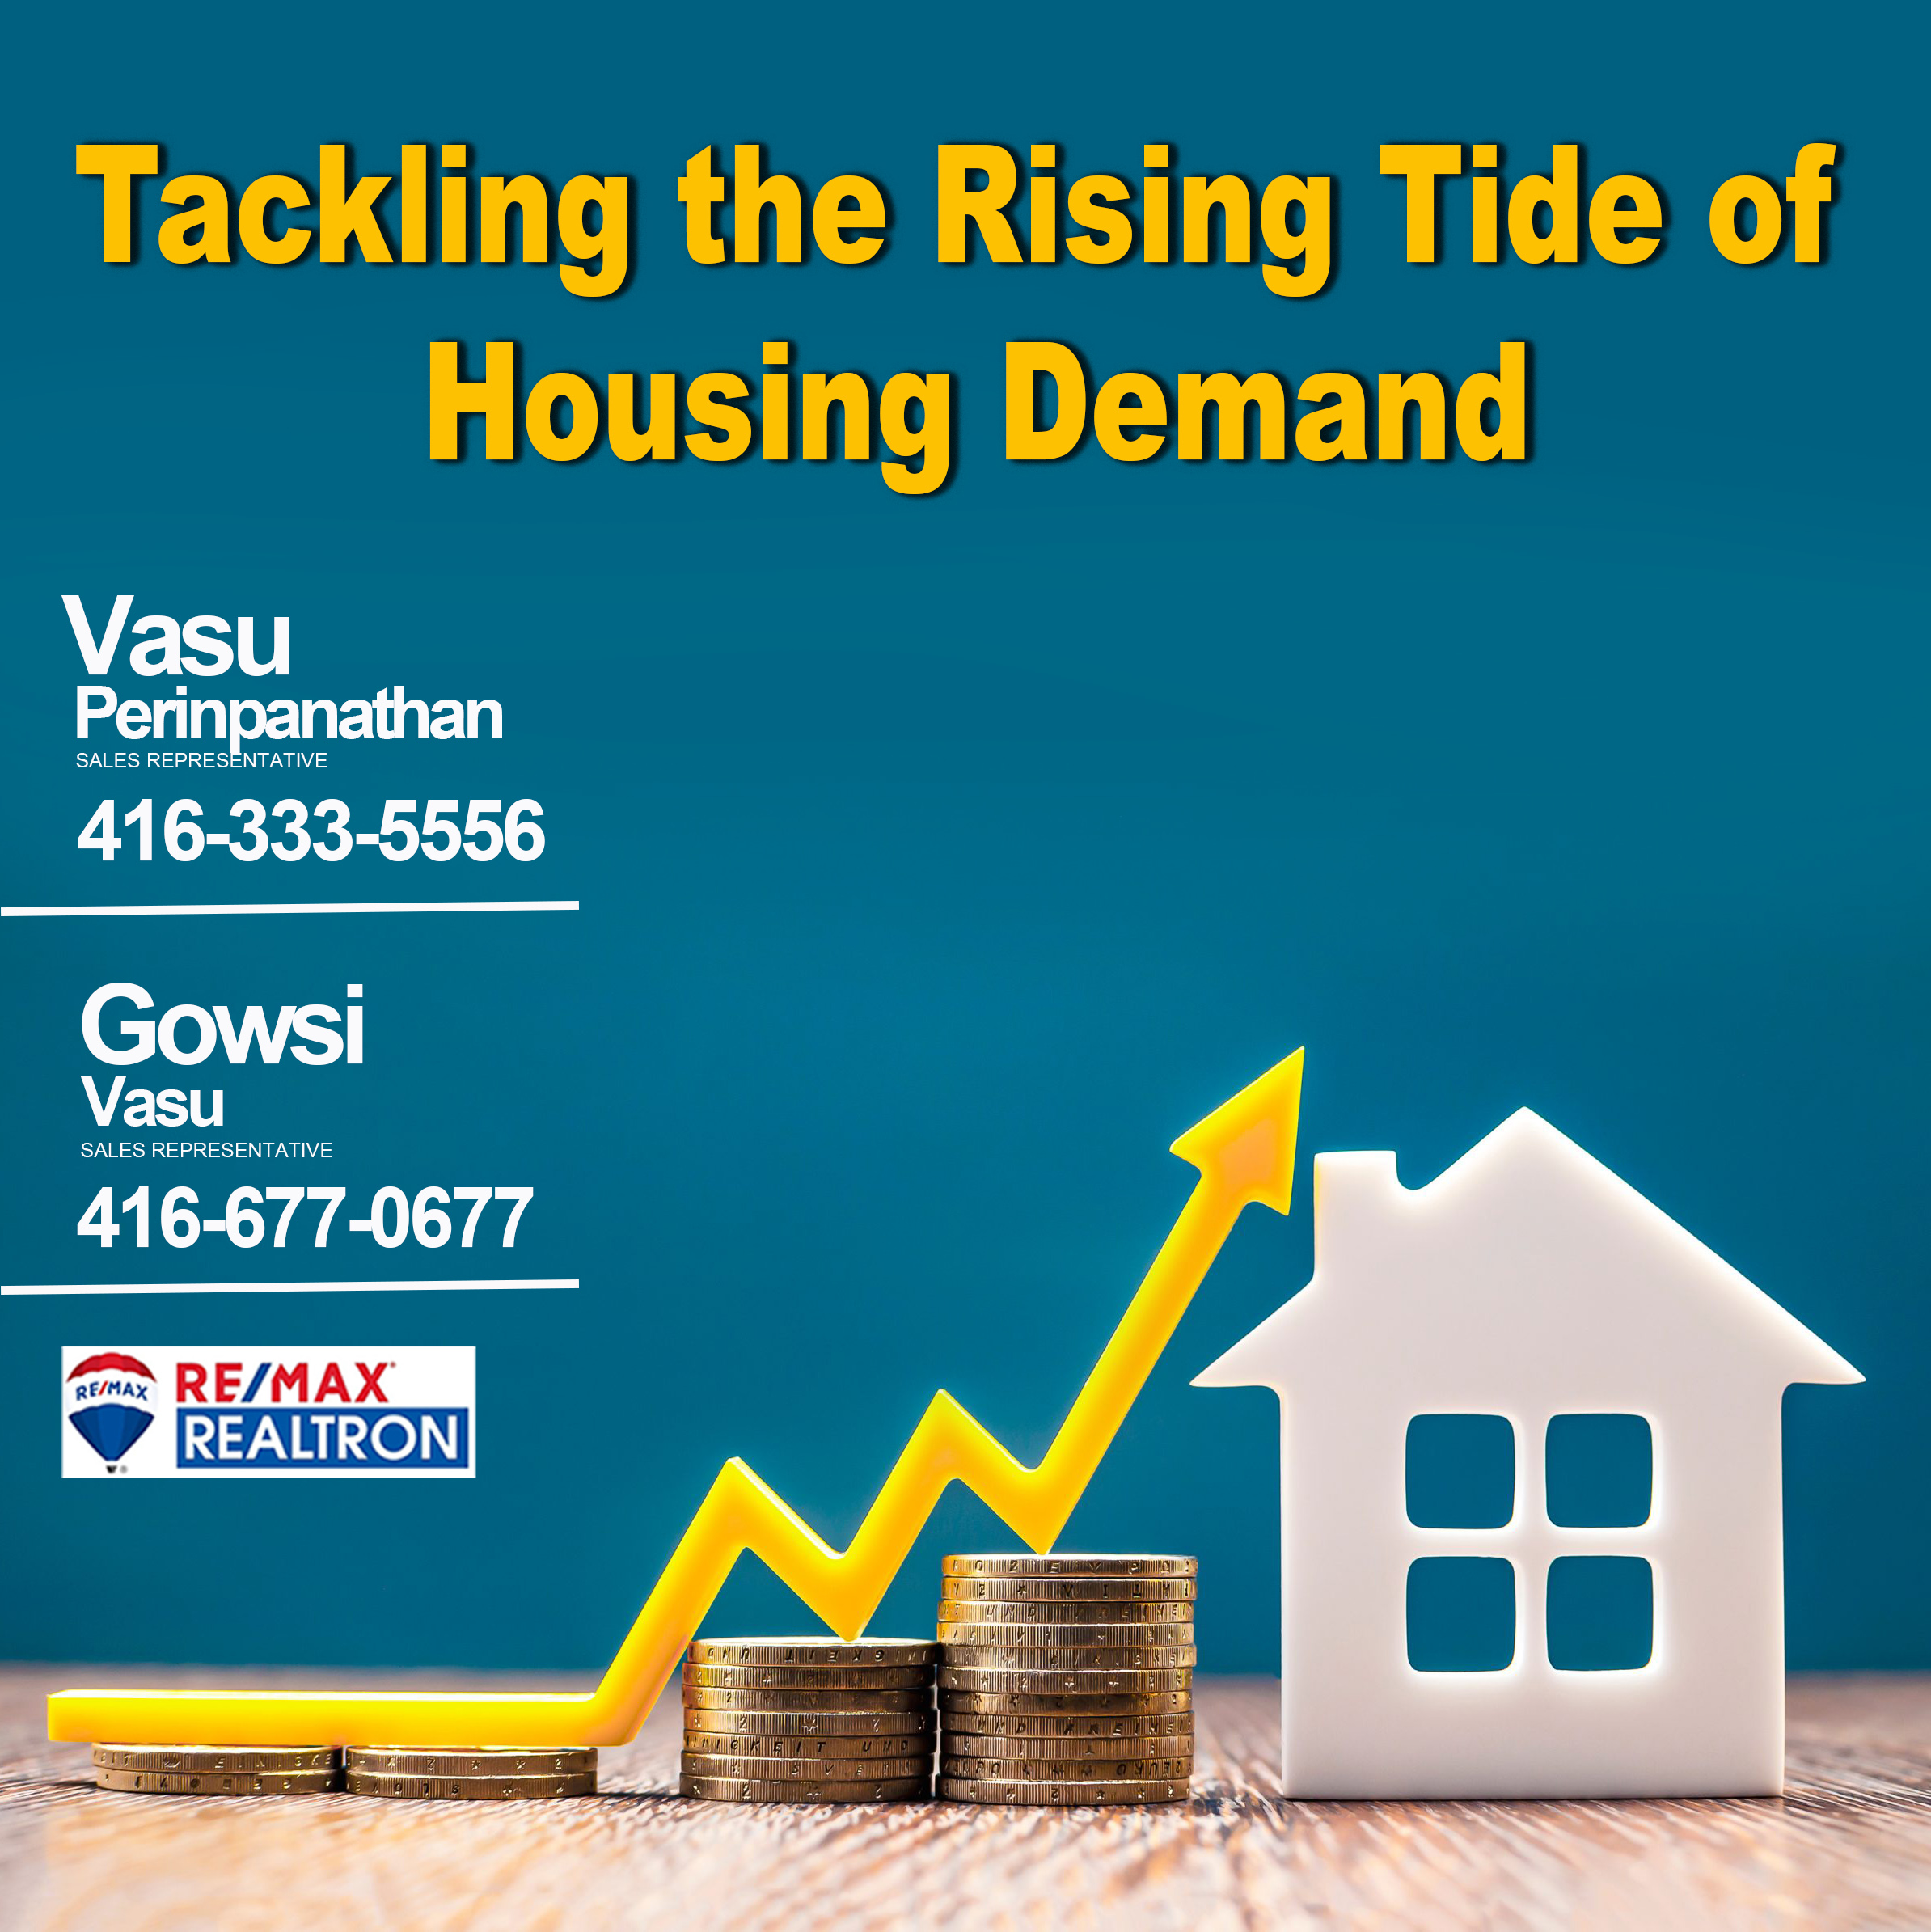 Tackling the Rising Tide of
Housing Demand
Vasu
Perinpanathan
SALES REPRESENTATIVE
416-333-5556
Gowsi
Vasu
SALES REPRESENTATIVE
416-677-0677
RE/MAX
RE/MAX
REALTRON